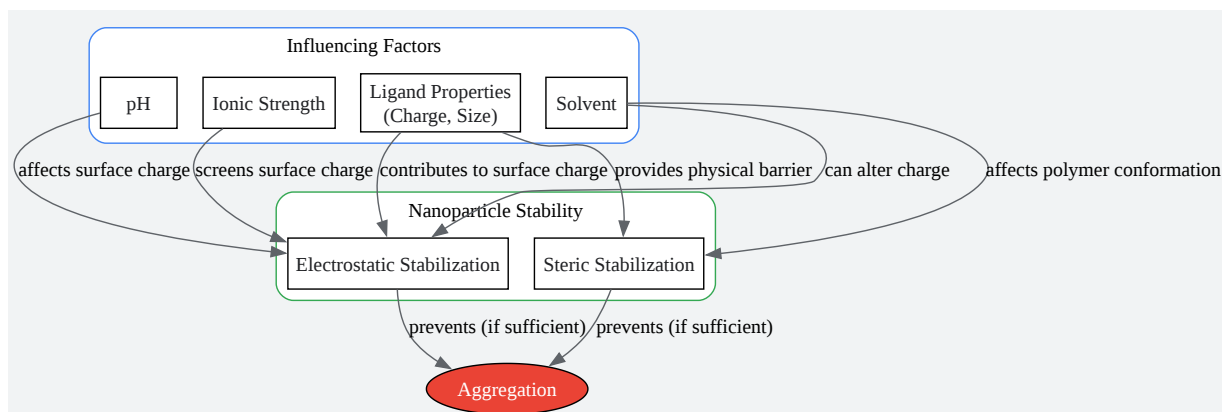 Influencing Factors
pH
Ionic Strength
Ligand Properties
(Charge, Size)
Solvent
affects surface charge
screens surface charge
contributes to surface charge
provides physical barrier
can alter charge
affects polymer conformation
Nanoparticle Stability
Electrostatic Stabilization
Steric Stabilization
prevents (if sufficient)
prevents (if sufficient)
Aggregation